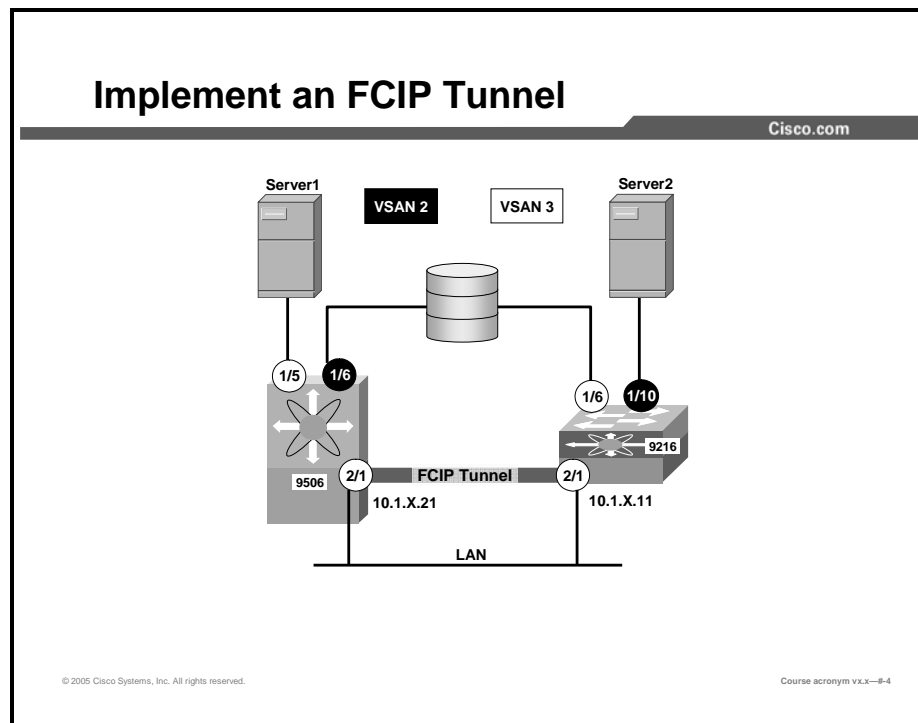 Implement an FCIP Tunnel
Cisco.com
Server1
VSAN 2
VSAN 3
Server2
1/5
1/6
1/6
1/10
9216
9506
2/1
FCIP Tunnel
2/1
10.1.X.21
10.1.X.11
LAN
© 2005 Cisco Systems, Inc. All rights reserved.
Course acronym vx.x—#-4